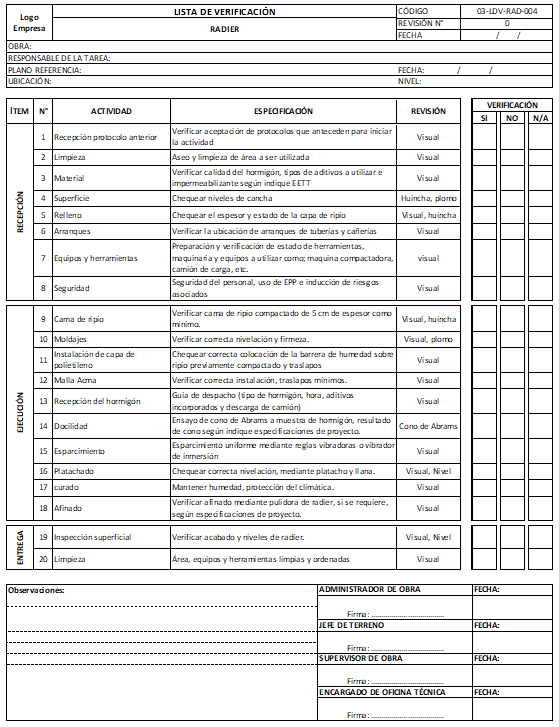 Logo
Empresa
LISTA DE VERIFICACIÓN
RADIER
CÓDIGO 03-LDV-RAD-004
REVISIÓN N° 0
FECHA / /
OBRA:
RESPONSABLE DE LA TAREA:
PLANO REFERENCIA: FECHA: / /
UBICACIÓN: NIVEL:
ÍTEM N° ACTIVIDAD ESPECIFICACIÓN REVISIÓN VERIFICACIÓN
SI NO N/A
RECEPCIÓN
1 Recepción protocolo anterior Verificar aceptación de protocolos que anteceden para iniciar Visual
la actividad
2 Limpieza Aseo y limpieza de área a ser utilizada Visual
3 Material Verificar calidad del hormigón, tipos de aditivos a utilizar e Visual
impermeabilizante según indique EETT
4 Superficie Chequear niveles de cancha Huincha, plomo
5 Relleno Chequear el espesor y estado de la capa de ripio Visual, huincha
6 Arranques Verificar la ubicación de arranques de tuberías y cañerías Visual
7 Equipos y herramientas Preparación y verificación de estado de herramientas, visual
maquinaria y equipos a utilizar como; maquina compactadora,
camión de carga, etc.
8 Seguridad Seguridad del personal, uso de EPP e inducción de riesgos Visual
asociados
EJECUCIÓN
9 Cama de ripio Verificar cama de ripio compactado de 5 cm de espesor como Visual, huincha
mínimo.
10 Moldajes Verificar correcta nivelación y firmeza. Visual, plomo
11 Instalación de capa de Chequear correcta colocación de la barrera de humedad sobre Visual
polietileno ripio previamente compactado y traslapos
12 Malla Acma Verificar correcta instalación, traslapos mínimos. Visual
13 Recepción del hormigón Guía de despacho (tipo de hormigón, hora, aditivos Visual
incorporados y descarga de camión)
14 Docilidad Ensayo de cono de Abrams a muestra de hormigón, resultado Cono de Abrams
de cono según indique especificaciones de proyecto.
15 Esparcimiento Esparcimiento uniforme mediante reglas vibradoras o vibrador Visual
de inmersión
16 Platachado Chequear correcta nivelación, mediante platacho y llana. Visual, Nivel
17 curado Mantener humedad, protección del climática. Visual
18 Afinado Verificar afinado mediante pulidora de radier, si se requiere, Visual
según especificaciones de proyecto.
ENTREGA
19 Inspección superficial Verificar acabado y niveles de radier. Visual, Nivel
20 Limpieza Área, equipos y herramientas limpias y ordenadas Visual
Observaciones:
ADMINISTRADOR DE OBRA FECHA:
Firma: ..............................
JEFE DE TERRENO FECHA:
Firma: ..............................
SUPERVISOR DE OBRA FECHA:
Firma: ..............................
ENCARGADO DE OFICINA TÉCNICA FECHA:
Firma: ..............................